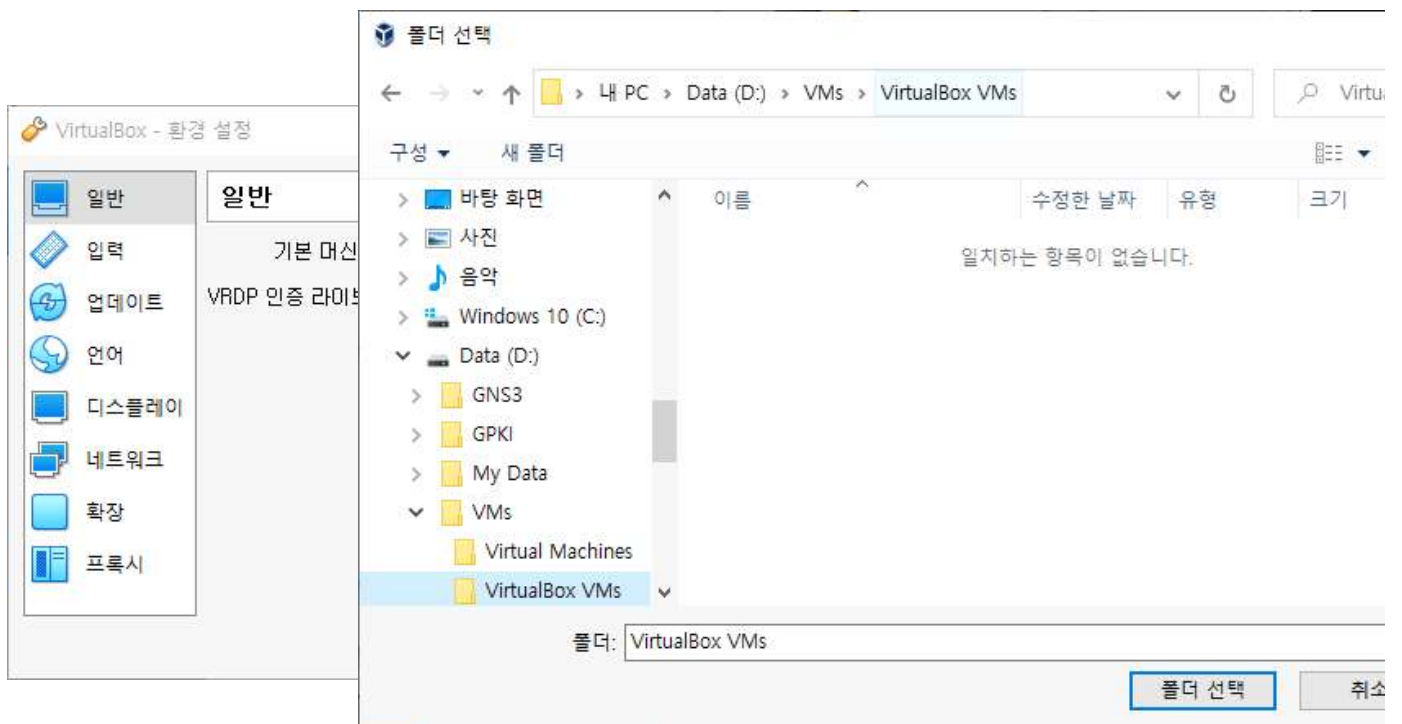 VirtualBox - 환경 설정
일반
입력
업데이트
언어
디스플레이
네트워크
확장
프록시
일반
기본 머신
VRDP 인증
폴더 선택
내 PC > Data (D:) > VMs > VirtualBox VMs
구성
새 폴더
바탕 화면
사진
음악
Windows 10 (C:)
Data (D:)
GNS3
GPKI
My Data
VMs
Virtual Machines
VirtualBox VMs
이름
수정한 날짜
유형
크기
일치하는 항목이 없습니다.
폴더: VirtualBox VMs
폴더 선택